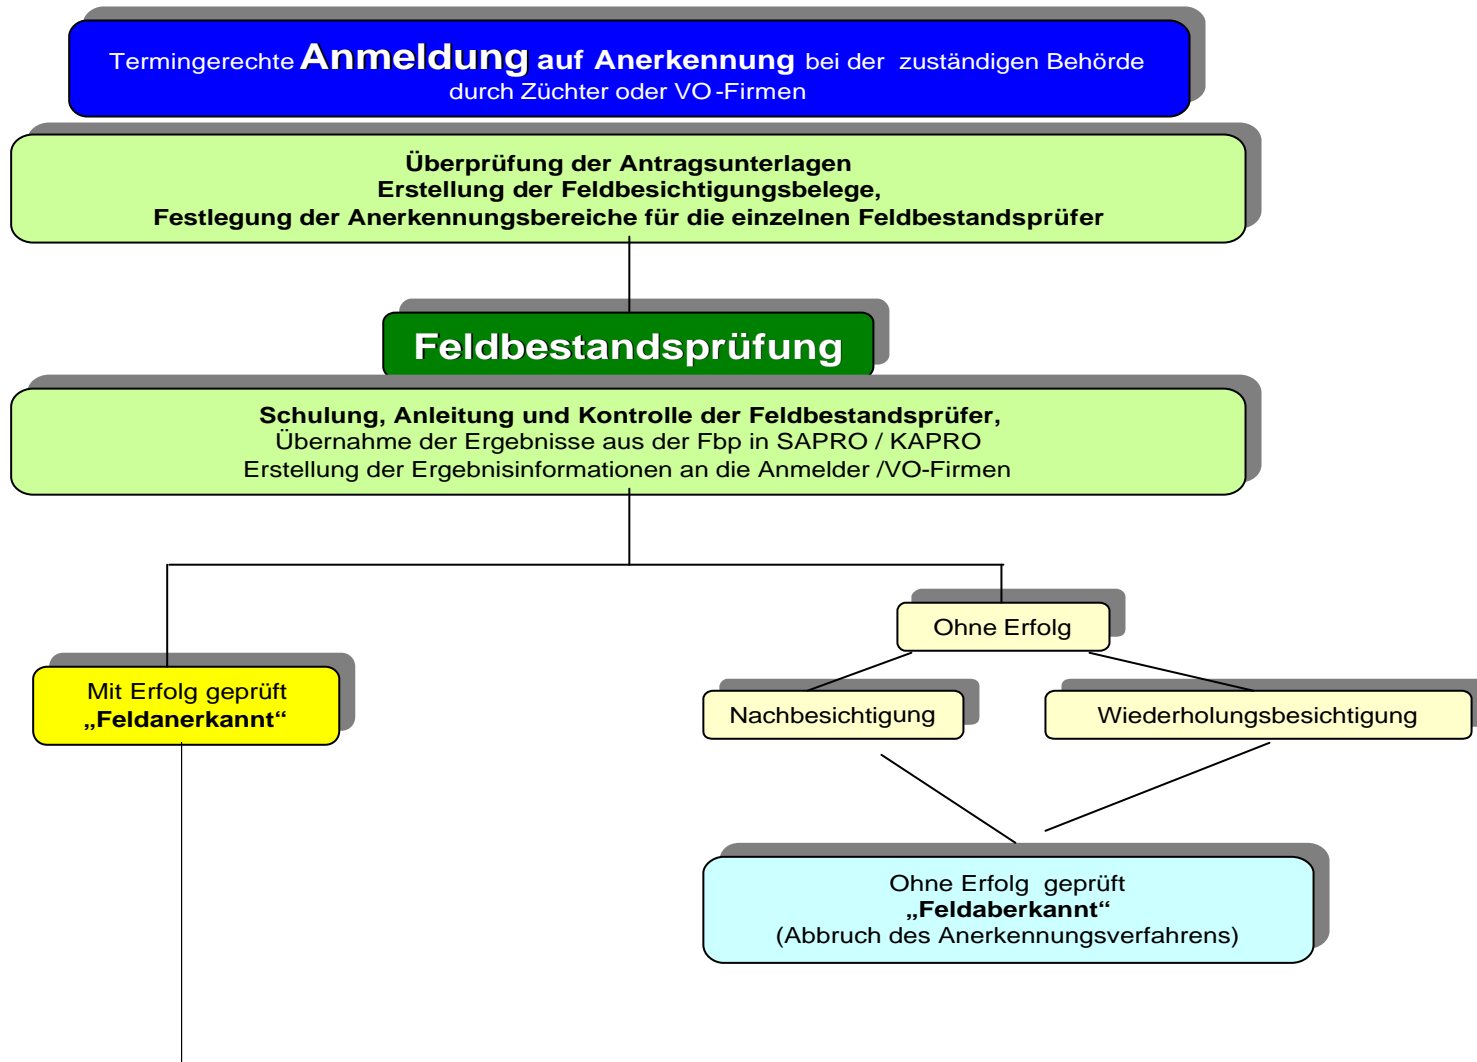 Termingerechte Anmeldung auf Anerkennung bei der zuständigen Behörde
durch Züchter oder VO-Firmen
Überprüfung der Antragsunterlagen
Erstellung der Feldbesichtigungsbelege,
Festlegung der Anerkennungsbereiche für die einzelnen Feldbestandsprüfer
Feldbestandsprüfung
Schulung, Anleitung und Kontrolle der Feldbestandsprüfer,
Übernahme der Ergebnisse aus der Fbp in SAPRO / KAPRO
Erstellung der Ergebnisinformationen an die Anmelder /VO-Firmen
Ohne Erfolg
Mit Erfolg geprüft
„Feldanerkannt“
Nachbesichtigung
Wiederholungsbesichtigung
Ohne Erfolg geprüft
„Feldaberkannt“
(Abbruch des Anerkennungsverfahrens)